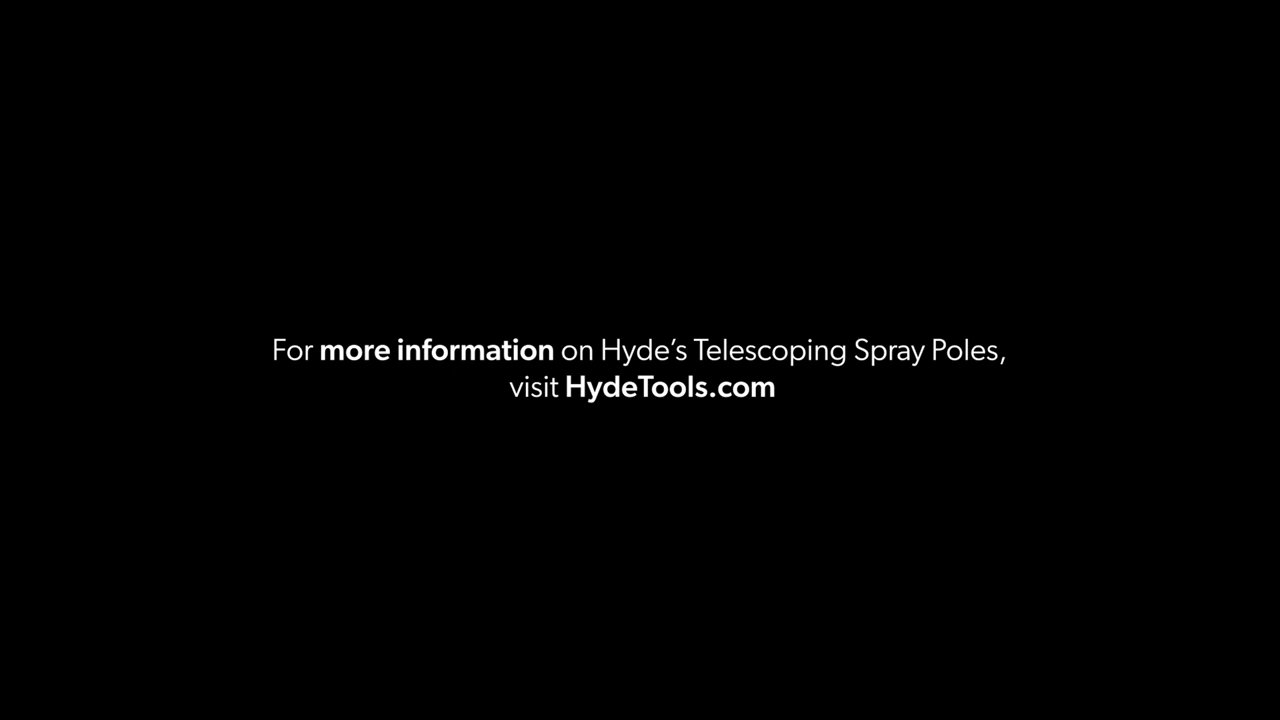 For more information on Hyde’s Telescoping Spray Poles,
visit HydeTools.com